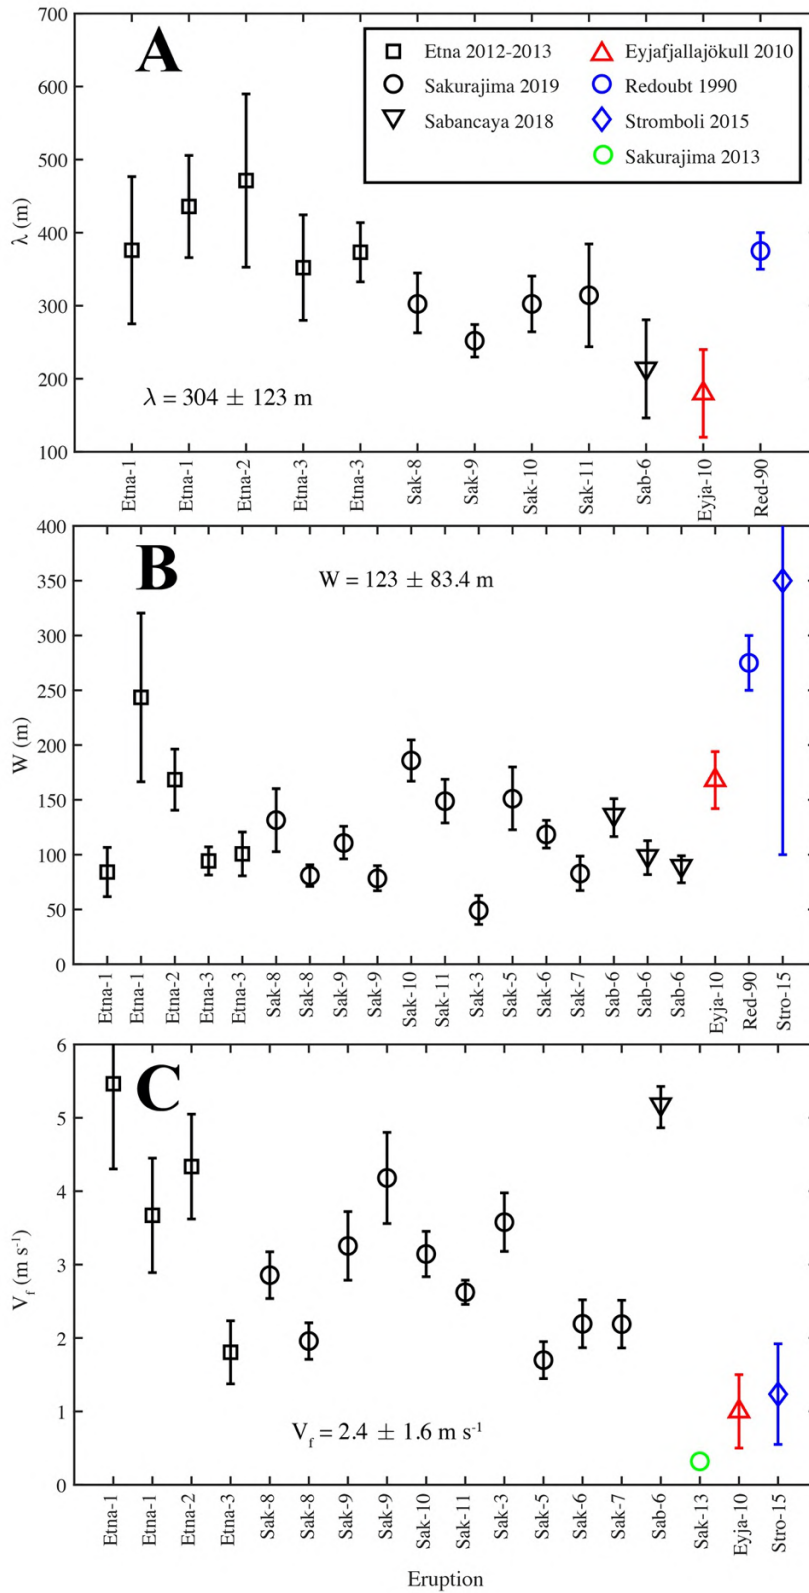 A
Etna 2012-2013
Sakurajima 2019
Sabancaya 2018
Eyjafjallajökull 2010
Redoubt 1990
Stromboli 2015
Sakurajima 2013
700
600
500
400
300
200
100
λ (m)
λ = 304 ± 123 m
Etna-1
Etna-1
Etna-2
Etna-3
Etna-3
Sak-8
Sak-9
Sak-10
Sak-11
Sab-6
Eyja-10
Red-90
B
W = 123 ± 83.4 m
400
350
300
250
200
150
100
50
0
W (m)
Etna-1
Etna-1
Etna-2
Etna-3
Etna-3
Sak-8
Sak-8
Sak-9
Sak-9
Sak-10
Sak-11
Sak-3
Sak-5
Sak-6
Sak-7
Sab-6
Sab-6
Sab-6
Eyja-10
Red-90
Stro-15
C
6
5
4
3
2
1
0
V_f (m s⁻¹)
V_f = 2.4 ± 1.6 m s⁻¹
Etna-1
Etna-1
Etna-2
Etna-3
Sak-8
Sak-8
Sak-9
Sak-9
Sak-10
Sak-11
Sak-3
Sak-5
Sak-6
Sak-7
Sab-6
Sak-13
Eyja-10
Stro-15
Eruption